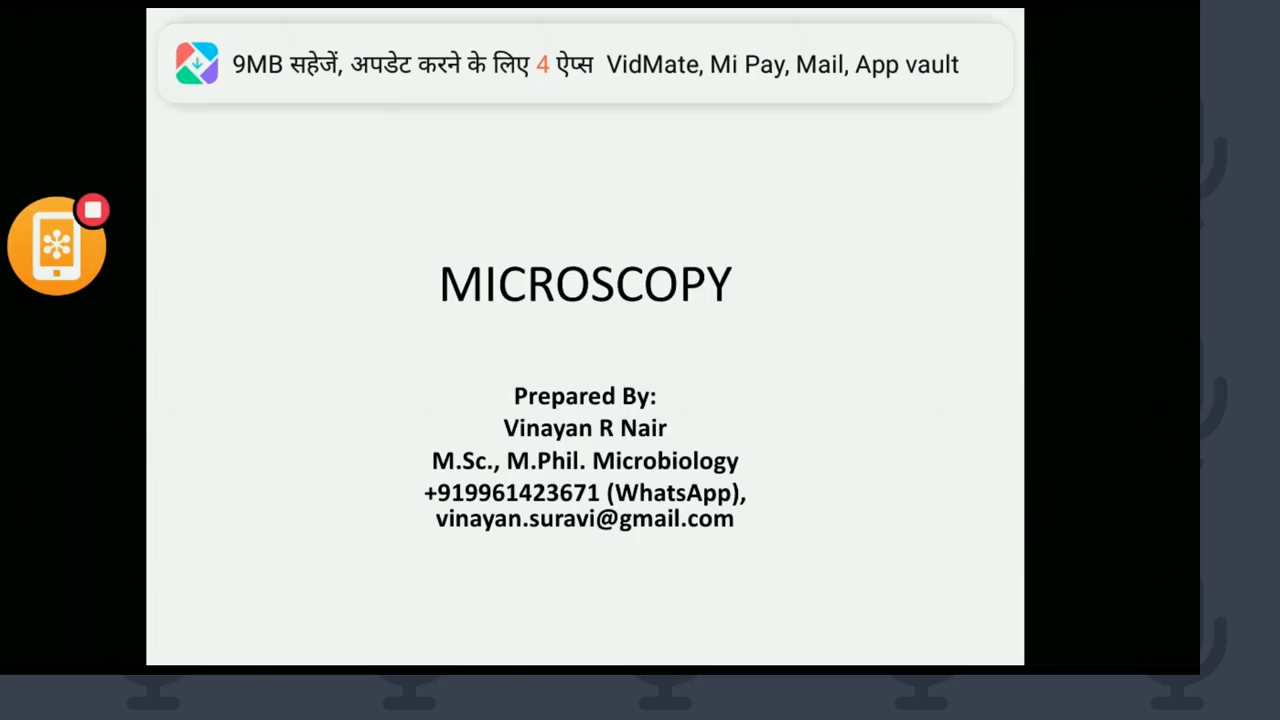 9MB सहेजें, अपडेट करने के लिए 4 ऐप्स VidMate, Mi Pay, Mail, App vault
MICROSCOPY
Prepared By:
Vinayan R Nair
M.Sc., M.Phil. Microbiology
+919961423671 (WhatsApp),
vinayan.suravi@gmail.com